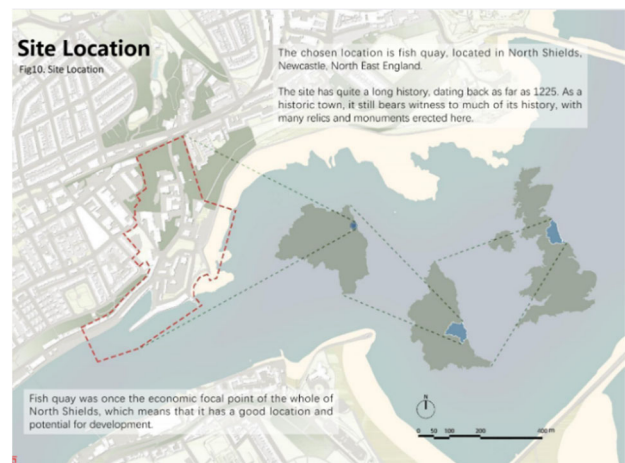 Site Location
Fig10. Site Location
The chosen location is fish quay, located in North Shields,
Newcastle, North East England.
The site has quite a long history, dating back as far as 1225. As a
historic town, it still bears witness to much of its history, with
many relics and monuments erected here.
Fish quay was once the economic focal point of the whole of
North Shields, which means that it has a good location and
potential for development.
N
0 50 100 200 400 m